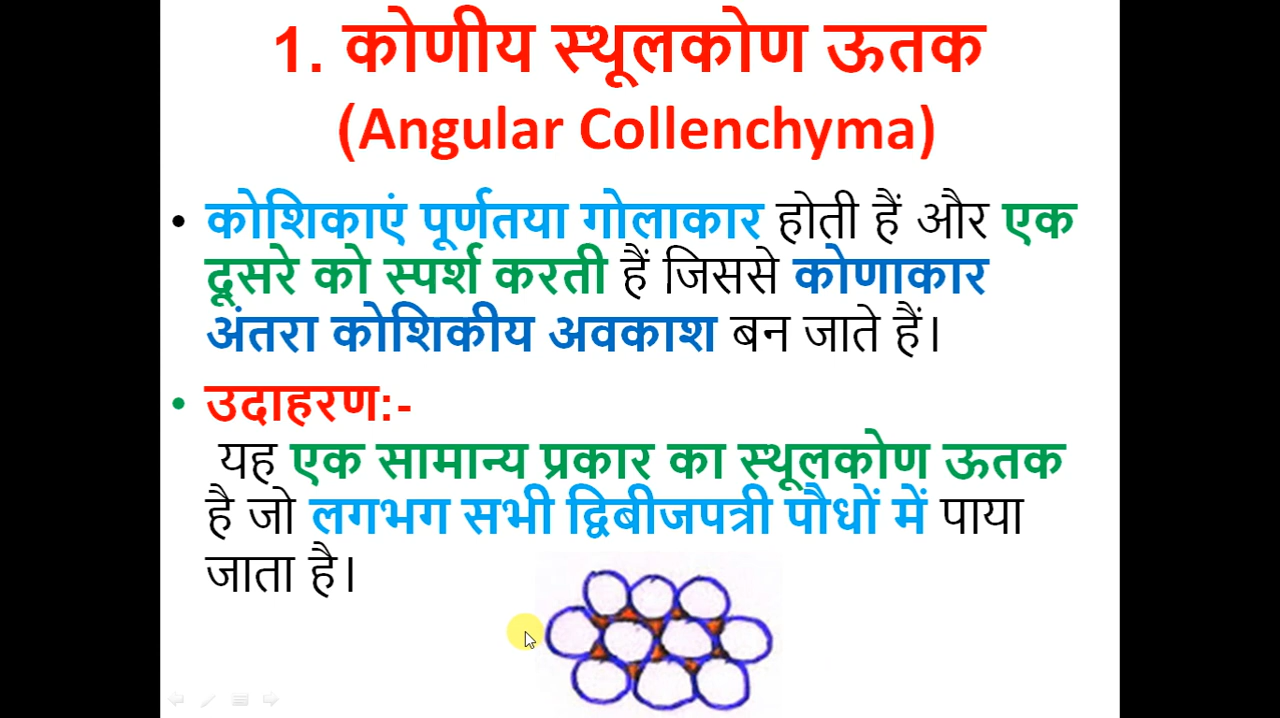 1. कोणीय स्थूलकोण ऊतक
(Angular Collenchyma)
• कोशिकाएं पूर्णतया गोलाकार होती हैं और एक
दूसरे को स्पर्श करती हैं जिससे कोणाकार
अंतरा कोशिकीय अवकाश बन जाते हैं।
• उदाहरण:-
यह एक सामान्य प्रकार का स्थूलकोण ऊतक
है जो लगभग सभी द्विबीजपत्री पौधों में पाया
जाता है।